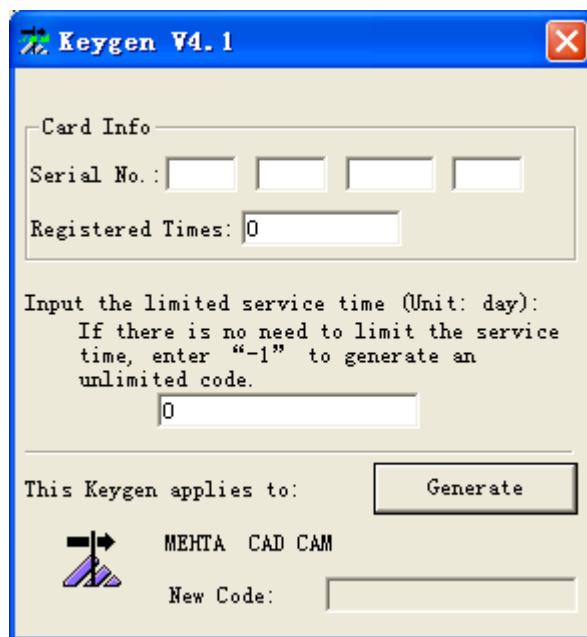 Keygen V4.1
Card Info
Serial No.:
Registered Times: 0
Input the limited service time (Unit: day):
If there is no need to limit the service
time, enter “-1” to generate an
unlimited code.
0
This Keygen applies to: Generate
MEHTA CAD CAM
New Code: